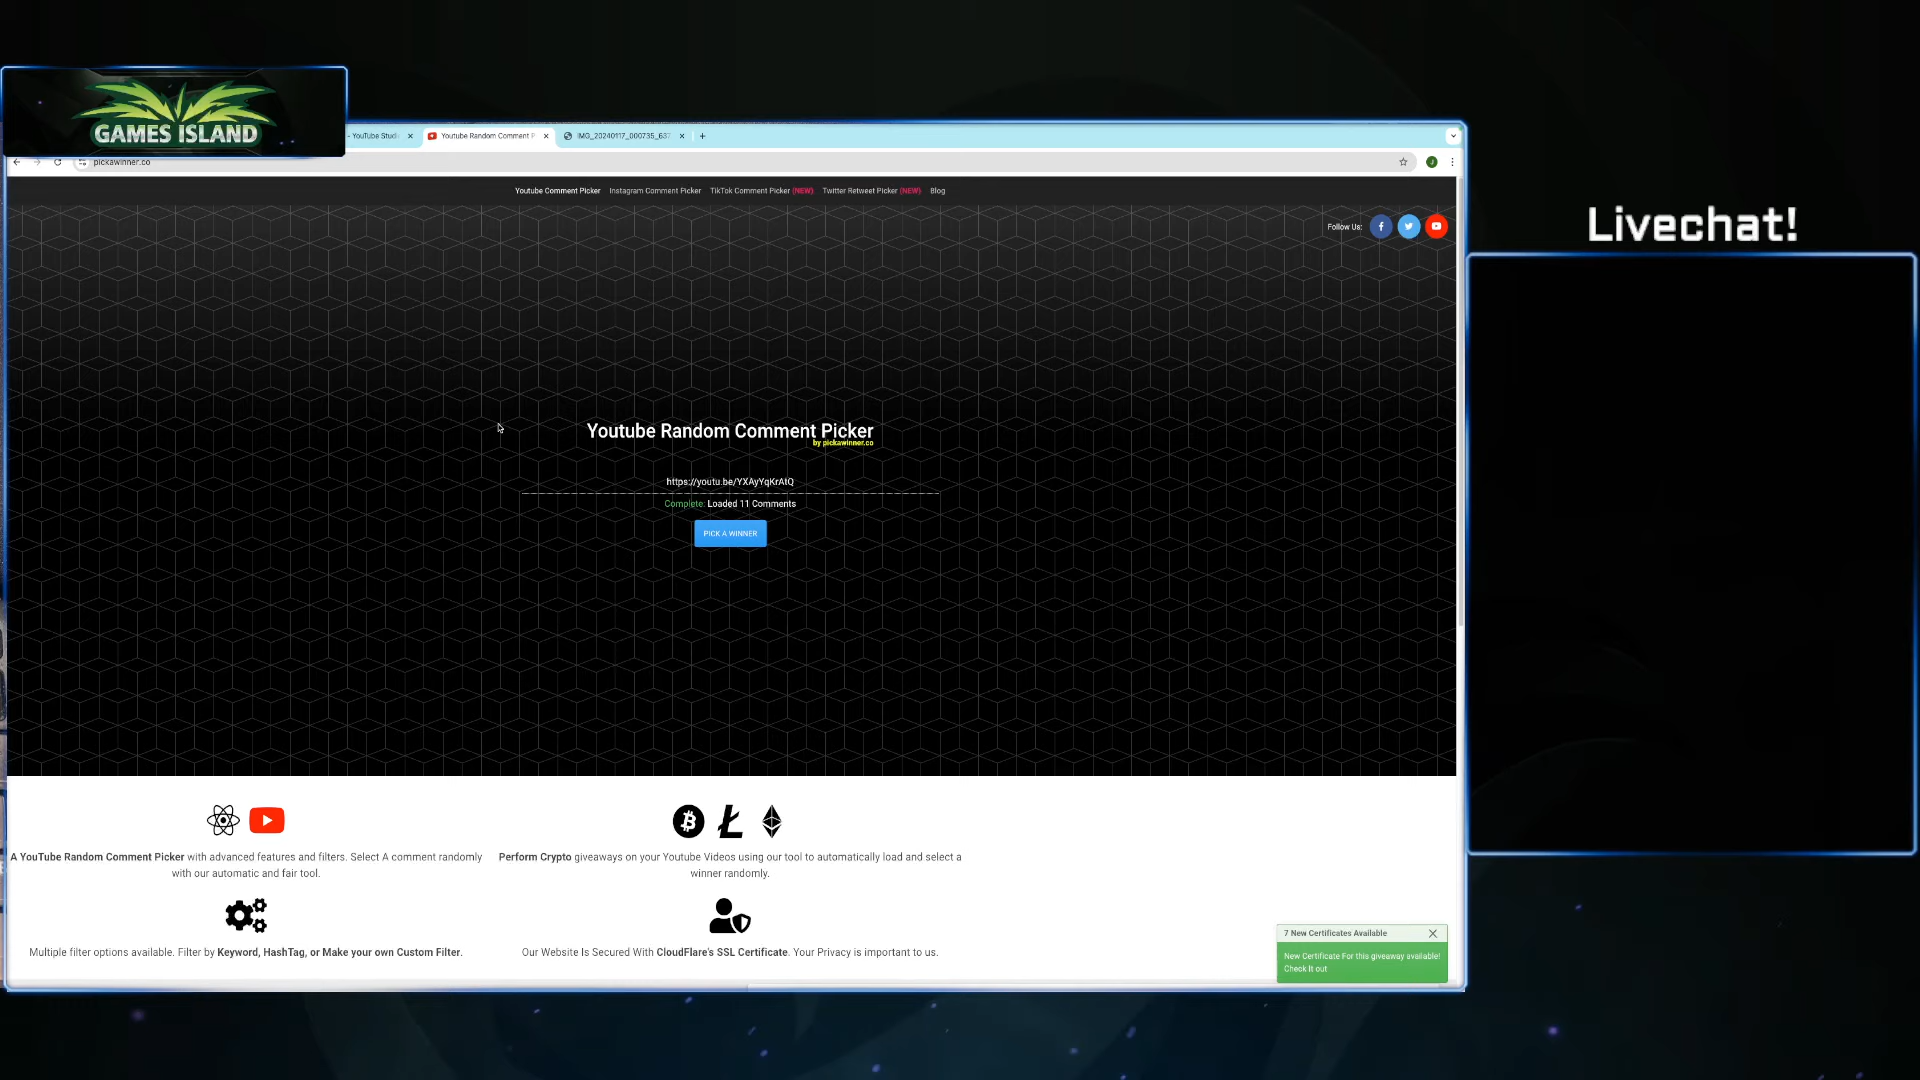 GAMES ISLAND
- YouTube Stud
Youtube Random Comment P
IMG_20240117_000735_637
pickawinner.co
Youtube Comment Picker
Instagram Comment Picker
TikTok Comment Picker (NEW)
Twitter Retweet Picker (NEW)
Blog
Follow Us:
Livechat!
Youtube Random Comment Picker
by pickawinner.co
https://youtu.be/YXAyYqKrAtQ
Complete: Loaded 11 Comments
PICK A WINNER
A YouTube Random Comment Picker with advanced features and filters. Select A comment randomly
with our automatic and fair tool.
Perform Crypto giveaways on your Youtube Videos using our tool to automatically load and select a
winner randomly.
Multiple filter options available. Filter by Keyword, HashTag, or Make your own Custom Filter.
Our Website Is Secured With CloudFlare's SSL Certificate. Your Privacy is important to us.
7 New Certificates Available
New Certificate For this giveaway available!
Check It out